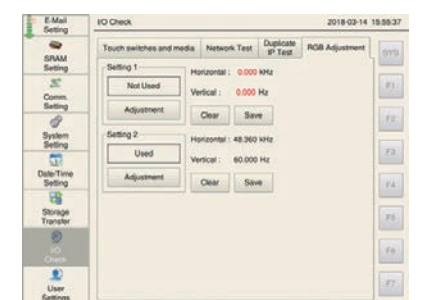 E-Mail
Setting
SRAM
Setting
Comm.
Setting
System
Setting
Date/Time
Setting
Storage
Transfer
I/O
Check
User
Settings
I/O Check
2018-03-14 15:55:37
Touch switches and media
Network Test
Duplicate
IP Test
RGB Adjustment
Setting 1
Not Used
Adjustment
Horizontal : 0.000 kHz
Vertical : 0.000 Hz
Clear
Save
Setting 2
Used
Adjustment
Horizontal : 48.360 kHz
Vertical : 60.000 Hz
Clear
Save
SYS
F1
F2
F3
F4
F5
F6
F7